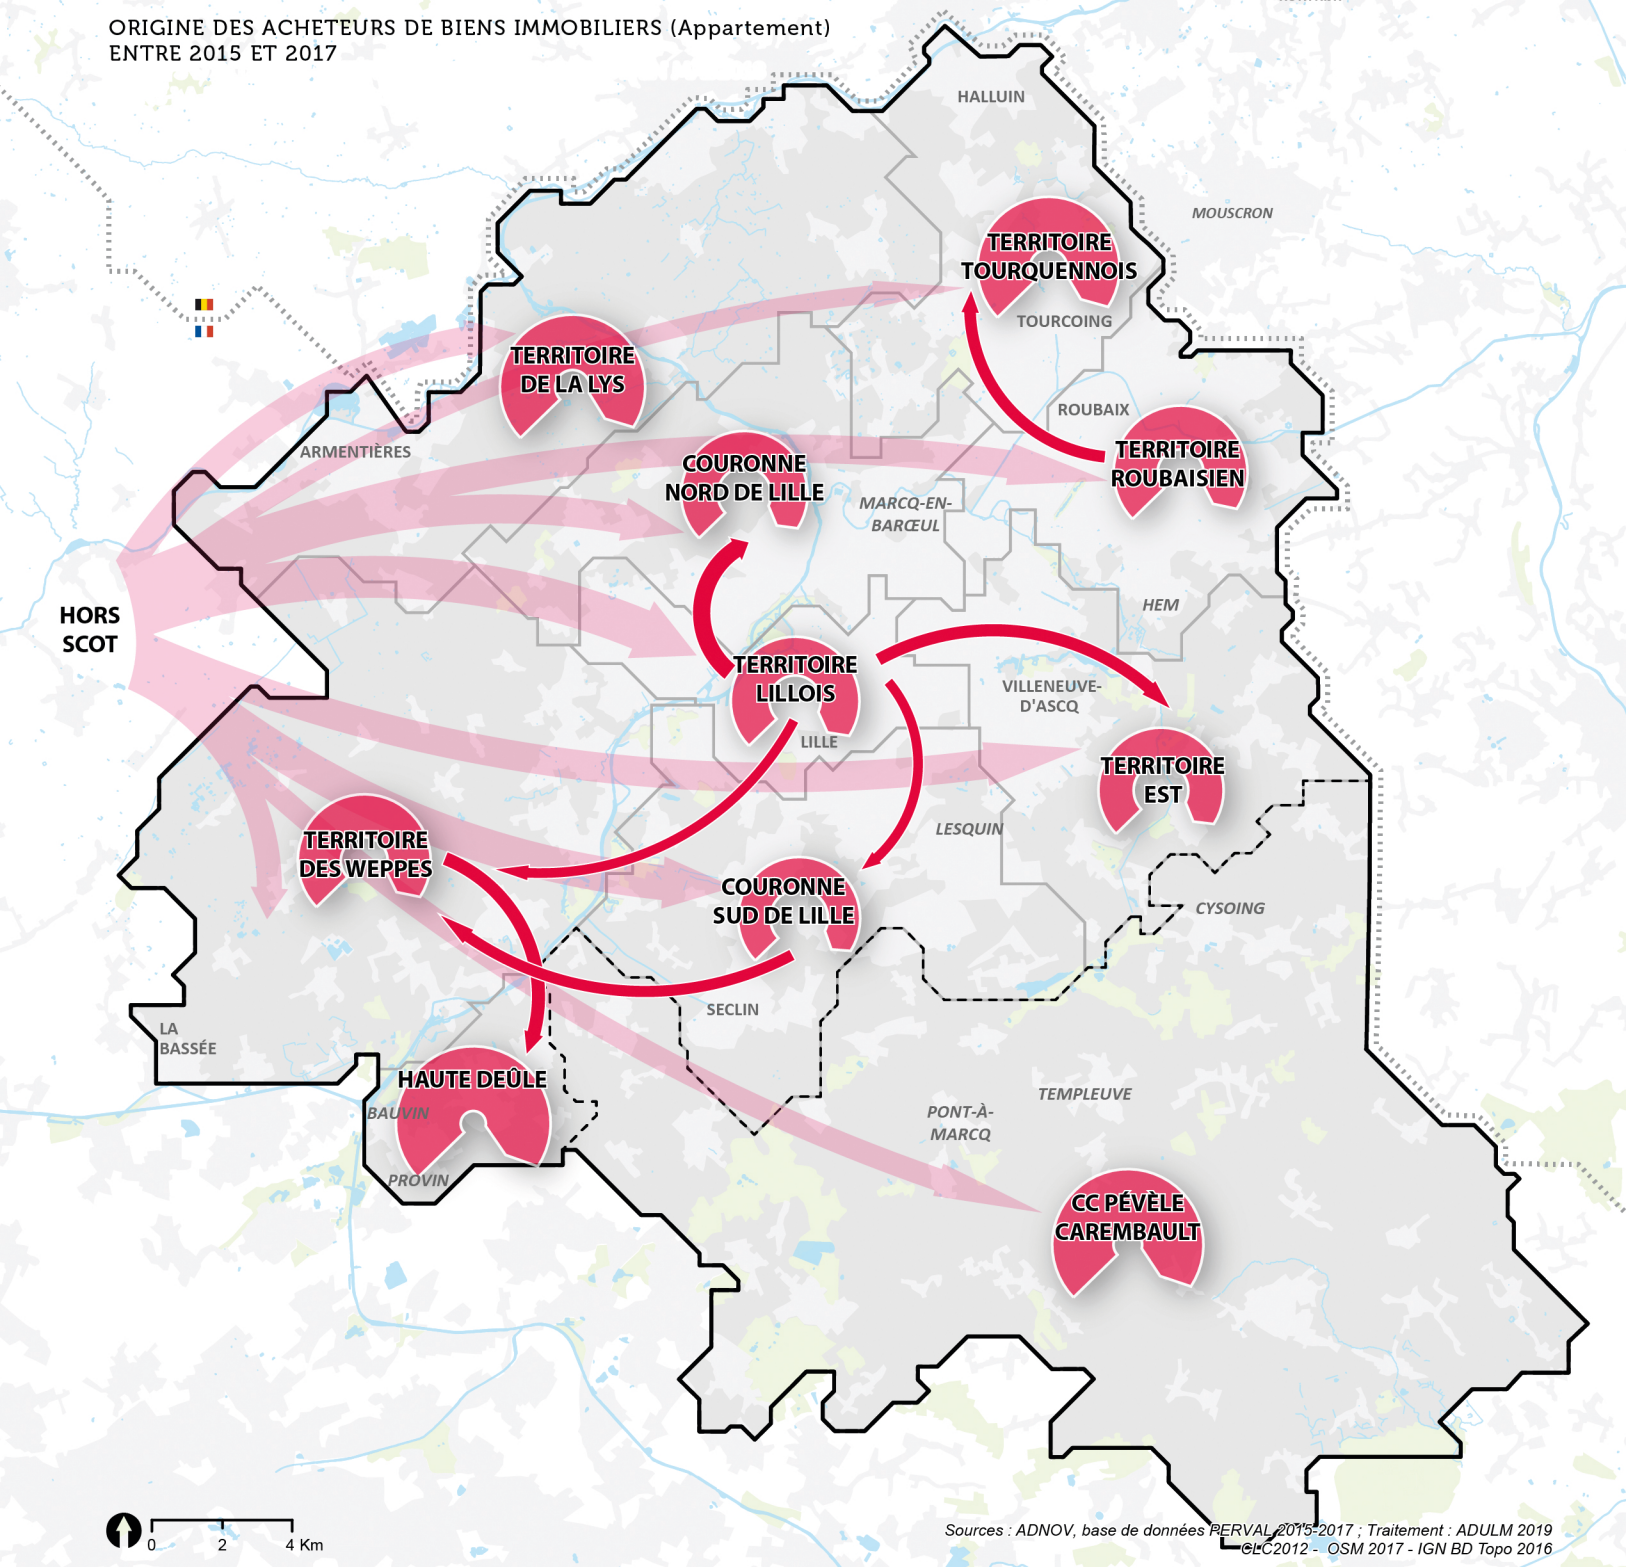 ORIGINE DES ACHETEURS DE BIENS IMMOBILIERS (Appartement)
ENTRE 2015 ET 2017
HALLUIN
MOUSCRON
TERRITOIRE
TOURQUENNOIS
TOURCOING
TERRITOIRE
DE LA LYS
ROUBAIX
ARMENTIÈRES
TERRITOIRE
ROUBAISIEN
COURONNE
NORD DE LILLE
MARCQ-EN-
BARŒUL
HEM
HORS
SCOT
TERRITOIRE
LILLOIS
LILLE
VILLENEUVE-
D'ASCQ
TERRITOIRE
EST
LESQUIN
TERRITOIRE
DES WEPPES
COURONNE
SUD DE LILLE
CYSOING
SECLIN
LA
BASSÉE
HAUTE DEÛLE
BAUVIN
PROVIN
TEMPLEUVE
PONT-À-
MARCQ
CC PÉVÈLE
CAREMBAULT
0 2 4 Km
Sources : ADNOV, base de données PERVAL 2015-2017 ; Traitement : ADULM 2019
CLC2012 - OSM 2017 - IGN BD Topo 2016